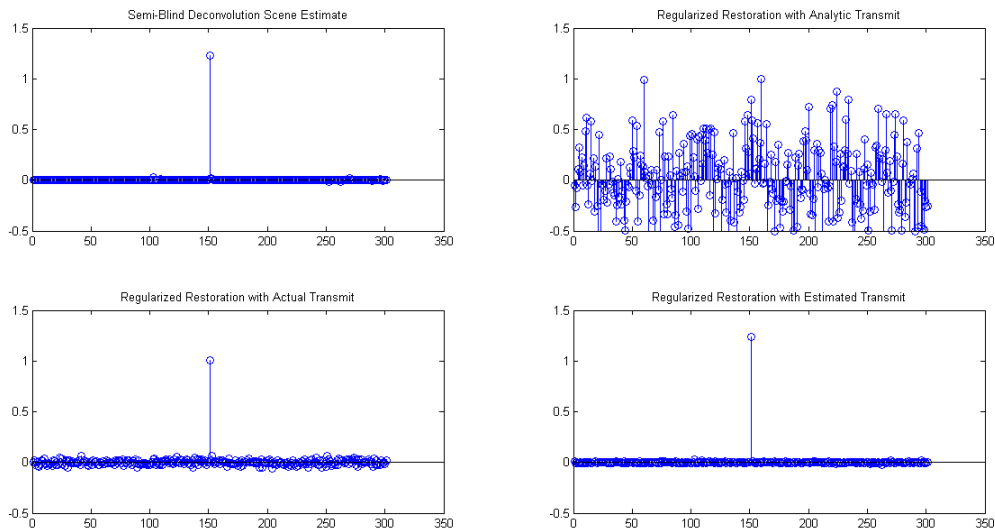 Semi-Blind Deconvolution Scene Estimate
1.5
1
0.5
0
-0.5
0 50 100 150 200 250 300 350
Regularized Restoration with Analytic Transmit
1.5
1
0.5
0
-0.5
0 50 100 150 200 250 300 350
Regularized Restoration with Actual Transmit
1.5
1
0.5
0
-0.5
0 50 100 150 200 250 300 350
Regularized Restoration with Estimated Transmit
1.5
1
0.5
0
-0.5
0 50 100 150 200 250 300 350